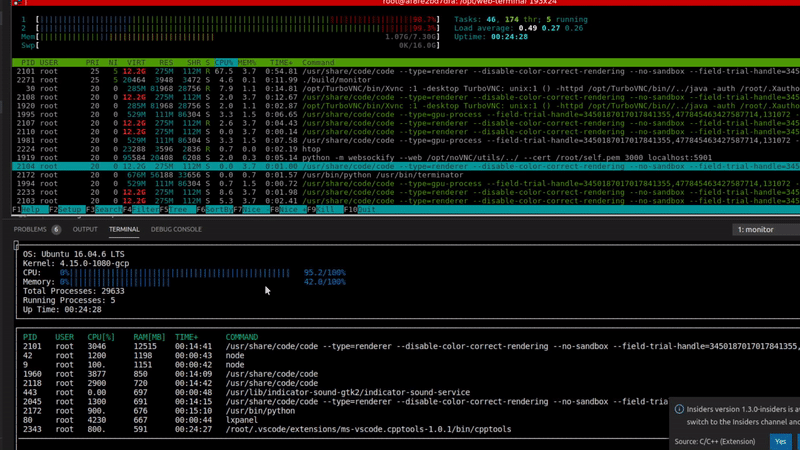 root@af8fe2bd7dfa: /opt/web-terminal 193x24
1 [ 98.7%] Tasks: 46, 174 thr; 5 running
2 [ 98.3%] Load average: 0.49 0.27 0.26
Mem[ 1.07G/7.30G] Uptime: 00:24:28
Swp[ 0K/16.0G]
PID USER PRI NI VIRT RES SHR S CPU% MEM% TIME+ Command
2101 root 25 5 12.2G 275M 112M R 67.5 3.7 0:54.81 /usr/share/code/code --type=renderer --disable-color-correct-rendering --no-sandbox --field-trial-handle=345
2271 root 25 5 20464 3948 3472 S 4.6 0.1 0:11.99 ./build/monitor
30 root 20 0 285M 81968 28756 R 7.9 1.1 0:59.03 /opt/TurboVNC/bin/Xvnc :1 -desktop TurboVNC: unix:1 () -httpd /opt/TurboVNC/bin//../java -auth /root/.Xautho
2108 root 20 0 12.2G 275M 112M S 0.0 3.7 0:02.67 /usr/share/code/code --type=renderer --disable-color-correct-rendering --no-sandbox --field-trial-handle=345
1920 root 20 0 285M 81968 28756 S 2.0 1.1 0:02.87 /opt/TurboVNC/bin/Xvnc :1 -desktop TurboVNC: unix:1 () -httpd /opt/TurboVNC/bin//../java -auth /root/.Xautho
1995 root 20 0 529M 112M 86304 S 3.3 1.5 0:03.65 /usr/share/code/code --type=gpu-process --field-trial-handle=3450187017017841355,477845463427587714,131072 --
2107 root 20 0 12.2G 275M 112M S 2.6 3.7 0:02.43 /usr/share/code/code --type=renderer --disable-color-correct-rendering --no-sandbox --field-trial-handle=345
2110 root 20 0 12.2G 275M 112M S 0.0 3.7 0:00.14 /usr/share/code/code --type=renderer --disable-color-correct-rendering --no-sandbox --field-trial-handle=345
1981 root 20 0 529M 112M 86304 S 3.3 1.5 0:07.58 /usr/share/code/code --type=gpu-process --field-trial-handle=3450187017017841355,477845463427587714,131072 --
2224 root 20 0 23288 3596 2836 R 0.7 0.0 0:02.19 htop
1919 root 20 0 95584 20408 6208 S 2.0 0.3 0:05.14 python -m websockify --web /opt/noVNC/utils/../ --cert /root/self.pem 3000 localhost:5901
2104 root 20 0 12.2G 275M 112M S 0.0 3.7 0:01.80 /usr/share/code/code --type=renderer --disable-color-correct-rendering --no-sandbox --field-trial-handle=345
2172 root 20 0 676M 56188 33656 S 0.0 0.7 0:01.58 /usr/bin/python /usr/bin/terminator
1994 root 20 0 529M 112M 86304 S 0.7 1.5 0:00.72 /usr/share/code/code --type=gpu-process --field-trial-handle=3450187017017841355,477845463427587714,131072 --
2233 root 20 0 12.2G 275M 112M S 8.6 3.7 0:01.98 /usr/share/code/code --type=renderer --disable-color-correct-rendering --no-sandbox --field-trial-handle=345
2103 root 20 0 12.2G 275M 112M S 0.0 3.7 0:02.41 /usr/share/code/code --type=renderer --disable-color-correct-rendering --no-sandbox --field-trial-handle=345
F1Help F2Setup F3Search F4Filter F5Tree F6SortBy F7Nice - F8Nice + F9Kill F10Quit
PROBLEMS 6 OUTPUT TERMINAL DEBUG CONSOLE 1: monitor
OS: Ubuntu 16.04.6 LTS
Kernel: 4.15.0-1080-gcp
CPU: 0% 95.2/100%
Memory: 0% 42.0/100%
Total Processes: 29633
Running Processes: 5
Up Time: 00:24:28
PID USER CPU[%] RAM[MB] TIME+ COMMAND
2101 root 3046 12515 00:14:41 /usr/share/code/code --type=renderer --disable-color-correct-rendering --no-sandbox --field-trial-handle=3450187017017841355,
42 root 1200 1198 00:00:43 node
9 root 100. 1151 00:00:42 node
1960 root 3877 850 00:14:09 /usr/share/code/code
2118 root 2900 720 00:14:42 /usr/share/code/code
443 root 0.00 697 00:00:48 /usr/lib/indicator-sound-gtk2/indicator-sound-service
2045 root 1300 691 00:14:15 /usr/share/code/code --type=renderer --disable-color-correct-rendering --no-sandbox --field-trial-handle=3450187017017841355,
2172 root 900. 676 00:15:10 /usr/bin/python
80 root 4230 667 00:00:44 lxpanel
2343 root 800. 591 00:24:27 /root/.vscode/extensions/ms-vscode.cpptools-1.0.1/bin/cpptools
Insiders version 1.3.0-insiders is av
switch to the Insiders channel and
Source: C/C++ (Extension) Yes